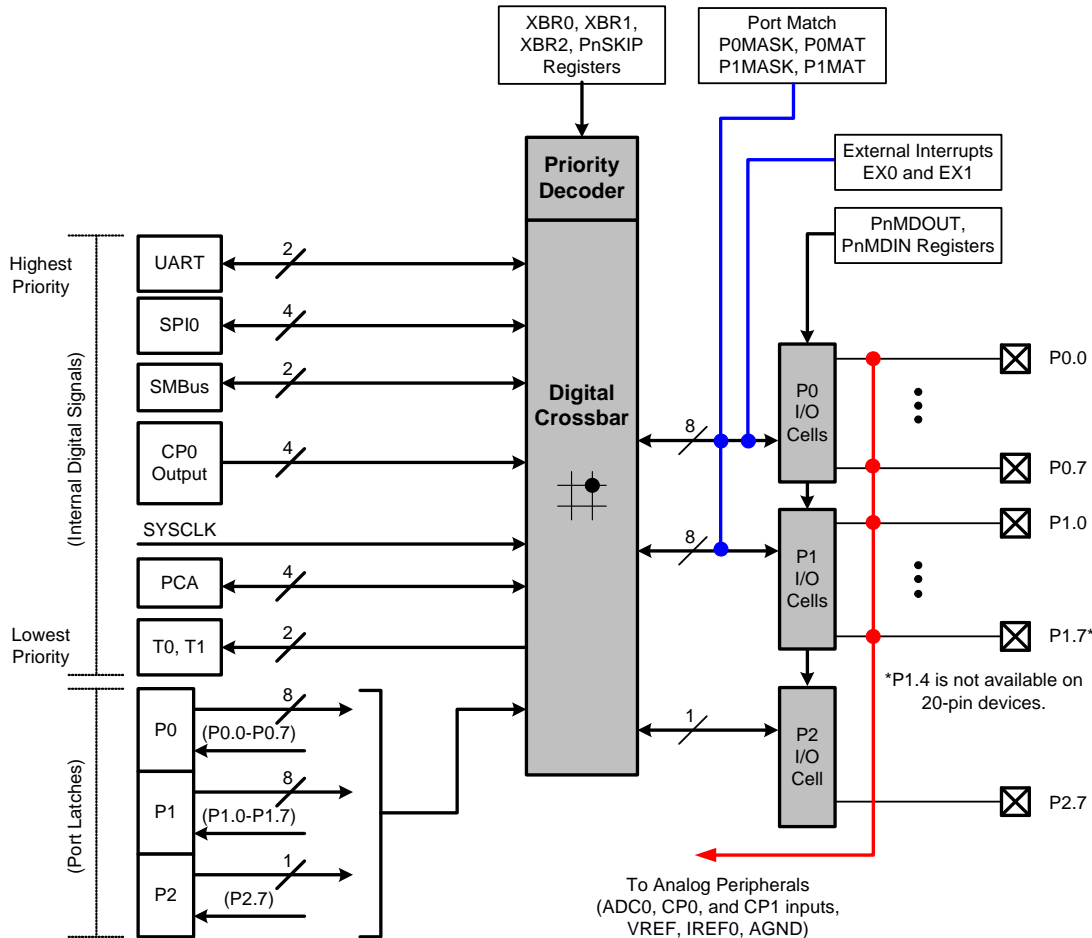 XBR0, XBR1,
XBR2, PnSKIP
Registers
Port Match
P0MASK, P0MAT
P1MASK, P1MAT
External Interrupts
EX0 and EX1
Priority
Decoder
PnMDOUT,
PnMDIN Registers
Highest
Priority
UART
2
SPI0
4
SMBus
2
CP0
Output
4
SYSCLK
PCA
4
Lowest
Priority
T0, T1
2
(Internal Digital Signals)
Digital
Crossbar
8
P0
I/O
Cells
P0.0
P0.7
8
P1
I/O
Cells
P1.0
P1.7*
*P1.4 is not available on
20-pin devices.
1
P2
I/O
Cell
P2.7
(Port Latches)
P0
8
(P0.0-P0.7)
P1
8
(P1.0-P1.7)
P2
1
(P2.7)
To Analog Peripherals
(ADC0, CP0, and CP1 inputs,
VREF, IREF0, AGND)